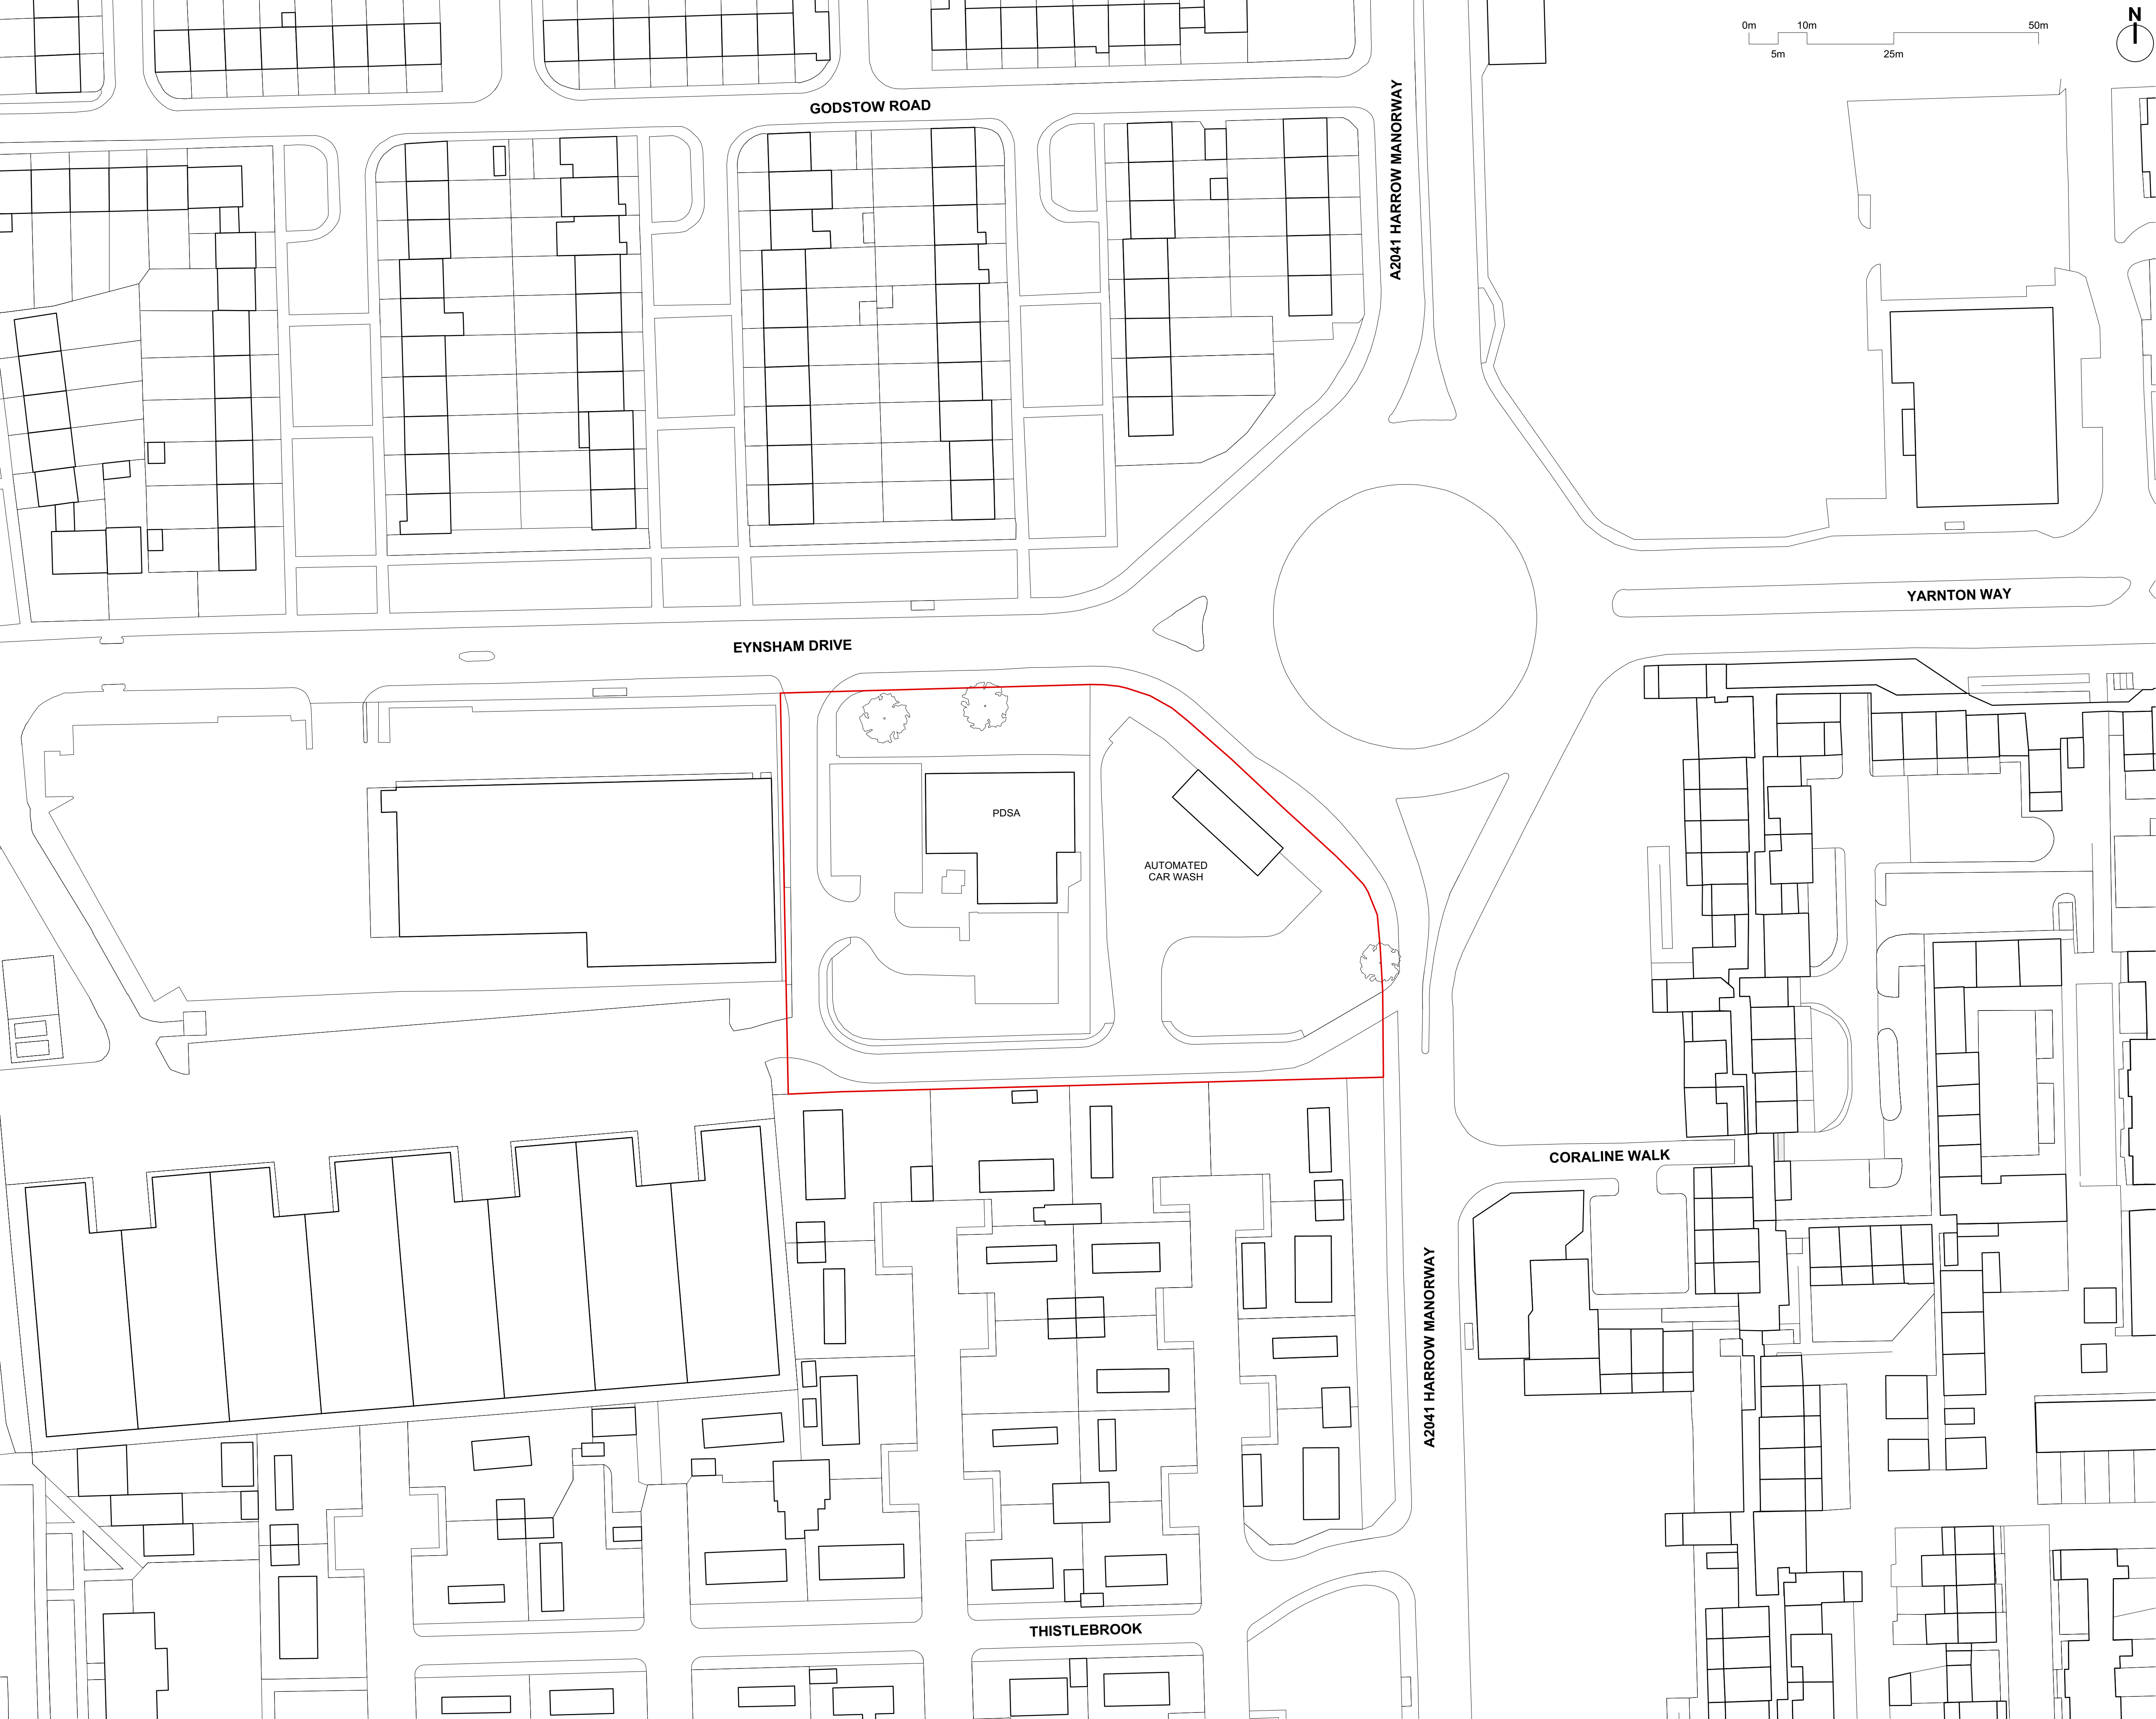 N
0m 10m 50m
5m 25m
GODSTOW ROAD
A2041 HARROW MANORWAY
YARNTON WAY
EYNSHAM DRIVE
PDSA
AUTOMATED
CAR WASH
CORALINE WALK
A2041 HARROW MANORWAY
THISTLEBROOK